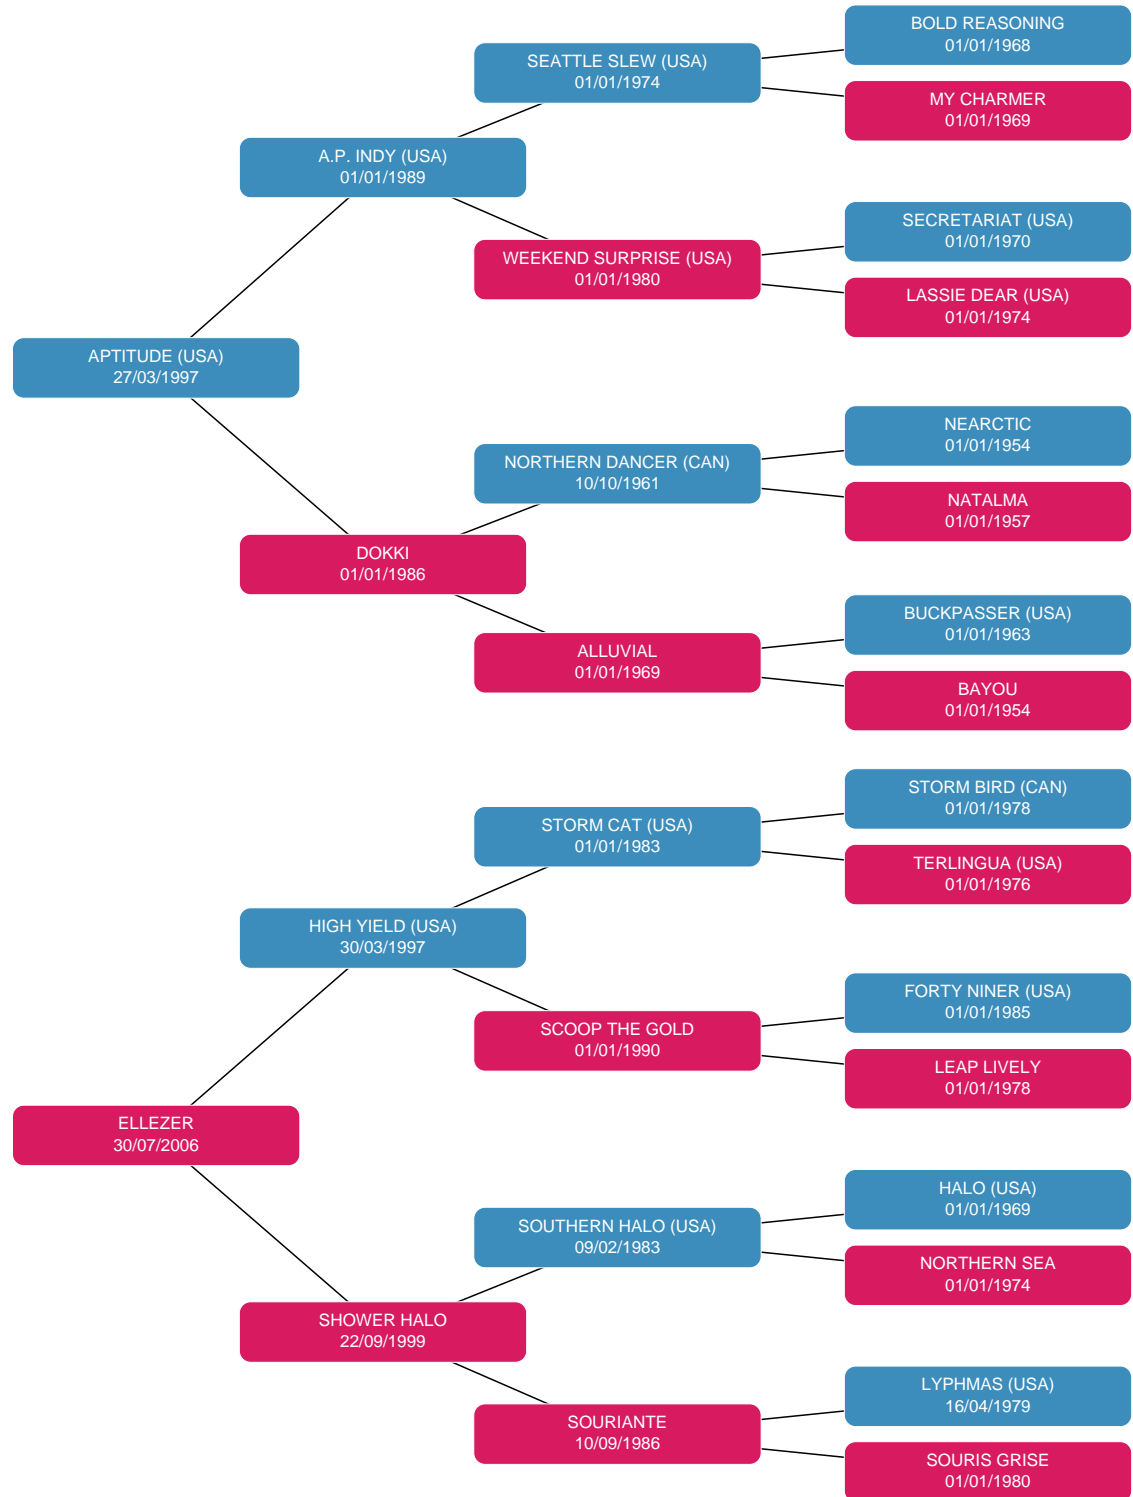 BOLD REASONING
01/01/1968
SEATTLE SLEW (USA)
01/01/1974
MY CHARMER
01/01/1969
A.P. INDY (USA)
01/01/1989
SECRETARIAT (USA)
01/01/1970
WEEKEND SURPRISE (USA)
01/01/1980
LASSIE DEAR (USA)
01/01/1974
APTITUDE (USA)
27/03/1997
NEARCTIC
01/01/1954
NORTHERN DANCER (CAN)
10/10/1961
NATALMA
01/01/1957
DOKKI
01/01/1986
BUCKPASSER (USA)
01/01/1963
ALLUVIAL
01/01/1969
BAYOU
01/01/1954
STORM BIRD (CAN)
01/01/1978
STORM CAT (USA)
01/01/1983
TERLINGUA (USA)
01/01/1976
HIGH YIELD (USA)
30/03/1997
FORTY NINER (USA)
01/01/1985
SCOOP THE GOLD
01/01/1990
LEAP LIVELY
01/01/1978
ELLEZER
30/07/2006
HALO (USA)
01/01/1969
SOUTHERN HALO (USA)
09/02/1983
NORTHERN SEA
01/01/1974
SHOWER HALO
22/09/1999
LYPHMAS (USA)
16/04/1979
SOURIANTE
10/09/1986
SOURIS GRISE
01/01/1980